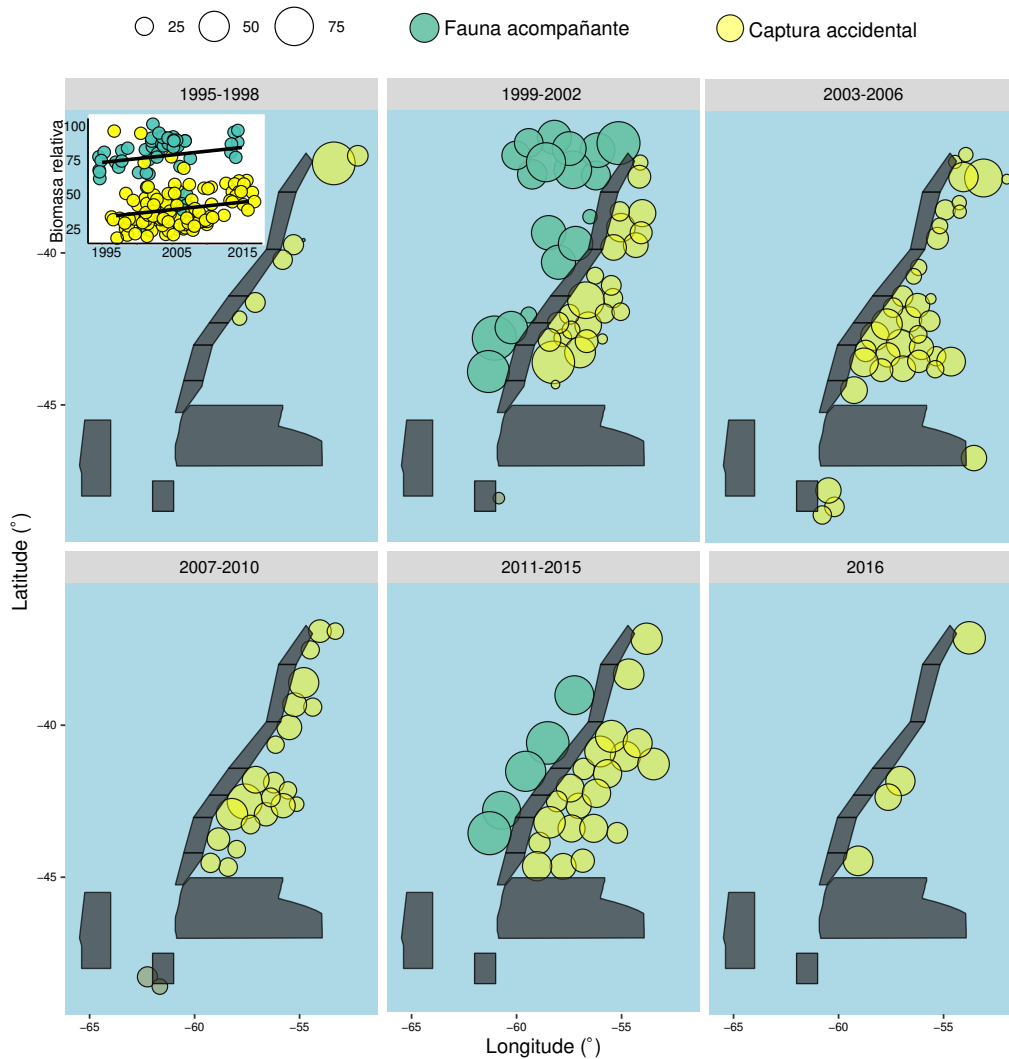 25 50 75 Fauna acompañante Captura accidental
1995-1998 1999-2002 2003-2006
Biomasa relativa
100
75
50
25
1995 2005 2015
−40
−45
Latitude (°)
2007-2010 2011-2015 2016
−40
−45
−65 −60 −55 −65 −60 −55 −65 −60 −55
Longitude (°)